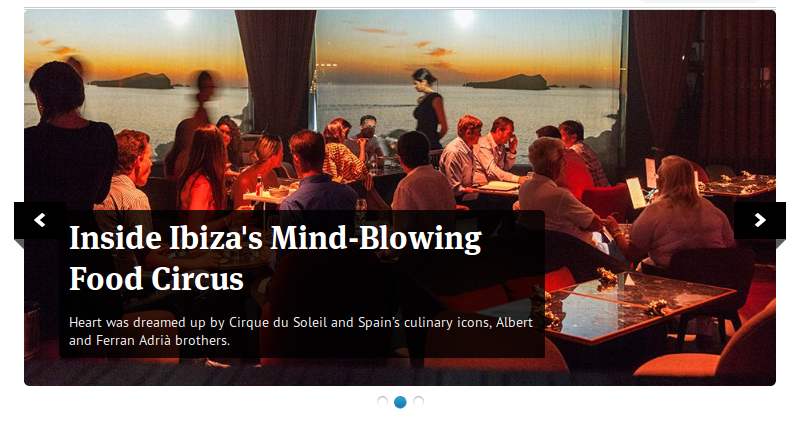 Inside Ibiza's Mind-Blowing
Food Circus
Heart was dreamed up by Cirque du Soleil and Spain's culinary icons, Albert
and Ferran Adrià brothers.